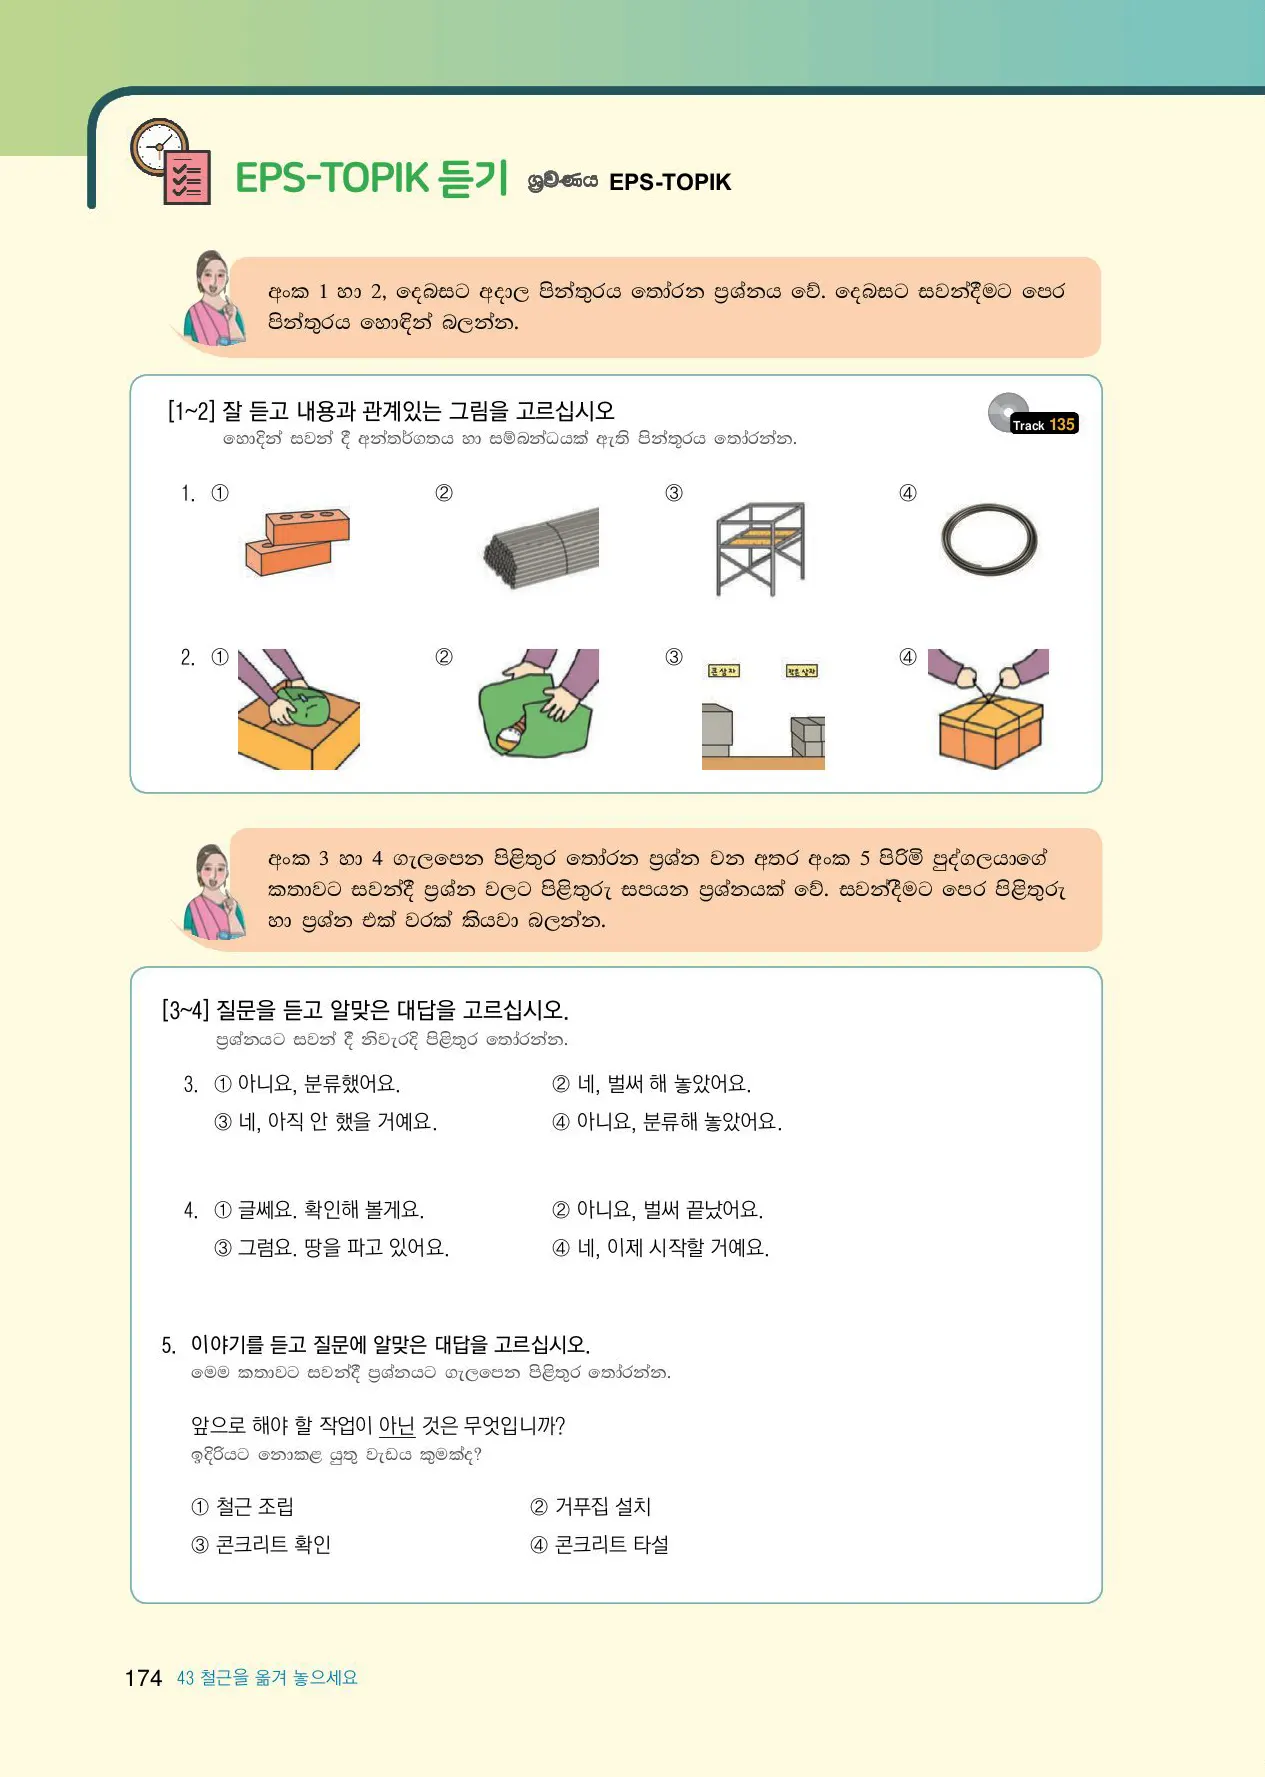 EPS-TOPIK 듣기 ශ්‍රවණය EPS-TOPIK
අංක 1 හා 2, දෙබසට අදාල පින්තුරය තෝරන ප්‍රශ්නය වේ. දෙබසට සවන්දීමට පෙර
පින්තුරය හොඳින් බලන්න.
[1~2] 잘 듣고 내용과 관계있는 그림을 고르십시오
හොදින් සවන් දී අන්තර්ගතය හා සම්බන්ධයක් ඇති පින්තූරය තෝරන්න.
Track 135
1. ① ② ③ ④
2. ① ② ③ ④
큰상자 작은상자
අංක 3 හා 4 ගැලපෙන පිළිතුර තෝරන ප්‍රශ්න වන අතර අංක 5 පිරිමි පුද්ගලයාගේ
කතාවට සවන්දී ප්‍රශ්න වලට පිළිතුරු සපයන ප්‍රශ්නයක් වේ. සවන්දීමට පෙර පිළිතුරු
හා ප්‍රශ්න එක් වරක් කියවා බලන්න.
[3~4] 질문을 듣고 알맞은 대답을 고르십시오.
ප්‍රශ්නයට සවන් දී නිවැරදි පිළිතුර තෝරන්න.
3. ① 아니요, 분류했어요. ② 네, 벌써 해 놓았어요.
③ 네, 아직 안 했을 거예요. ④ 아니요, 분류해 놓았어요.
4. ① 글쎄요. 확인해 볼게요. ② 아니요, 벌써 끝났어요.
③ 그럼요. 땅을 파고 있어요. ④ 네, 이제 시작할 거예요.
5. 이야기를 듣고 질문에 알맞은 대답을 고르십시오.
මෙම කතාවට සවන්දී ප්‍රශ්නයට ගැලපෙන පිළිතුර තෝරන්න.
앞으로 해야 할 작업이 아닌 것은 무엇입니까?
ඉදිරියට නොකළ යුතු වැඩය කුමක්ද?
① 철근 조립 ② 거푸집 설치
③ 콘크리트 확인 ④ 콘크리트 타설
174 43 철근을 옮겨 놓으세요